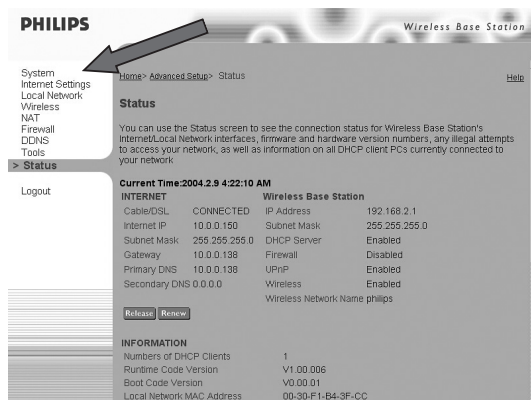 PHILIPS
Wireless Base Station
System
Internet Settings
Local Network
Wireless
NAT
Firewall
DDNS
Tools
> Status
Logout
Home> Advanced Setup> Status
Help
Status
You can use the Status screen to see the connection status for Wireless Base Station's
Internet/Local Network interfaces, firmware and hardware version numbers, any illegal attempts
to access your network, as well as information on all DHCP client PCs currently connected to
your network
Current Time:2004.2.9 4:22:10 AM
INTERNET
Cable/DSL CONNECTED
Internet IP 10.0.0.150
Subnet Mask 255.255.255.0
Gateway 10.0.0.138
Primary DNS 10.0.0.138
Secondary DNS 0.0.0.0
Release Renew
Wireless Base Station
IP Address 192.168.2.1
Subnet Mask 255.255.255.0
DHCP Server Enabled
Firewall Disabled
UPnP Enabled
Wireless Enabled
Wireless Network Name philips
INFORMATION
Numbers of DHCP Clients 1
Runtime Code Version V1.00.006
Boot Code Version V0.00.01
Local Network MAC Address 00-30-F1-B4-3F-CC